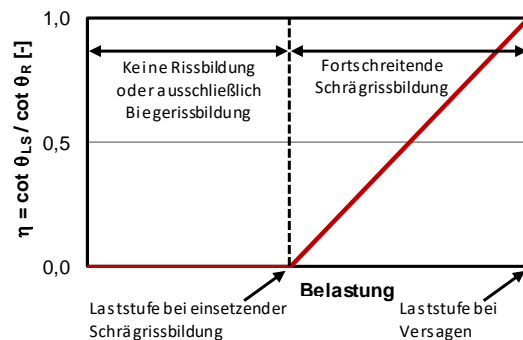 1,0
Keine Rissbildung
oder ausschließlich
Biegerissbildung
Fortschreitende
Schrägrissbildung
η = cot θLS / cot θR [-]
0,5
0,0
Belastung
Laststufe bei einsetzender
Schrägrissbildung
Laststufe bei
Versagen